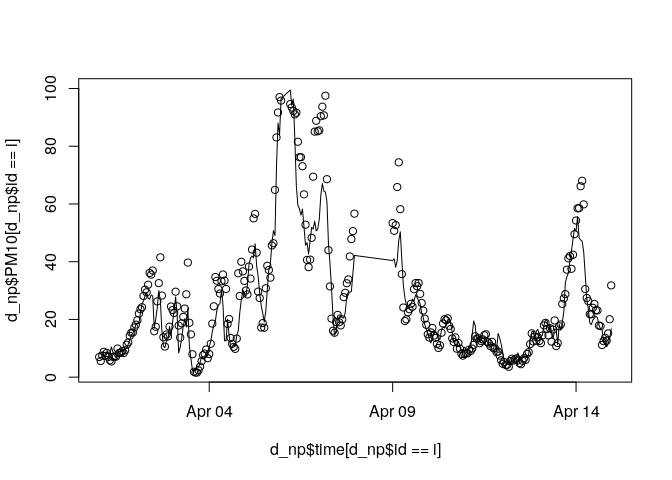 d_np$PM10[d_np$id == i]
100
80
60
40
20
0
Apr 04 Apr 09 Apr 14
d_np$time[d_np$id == i]